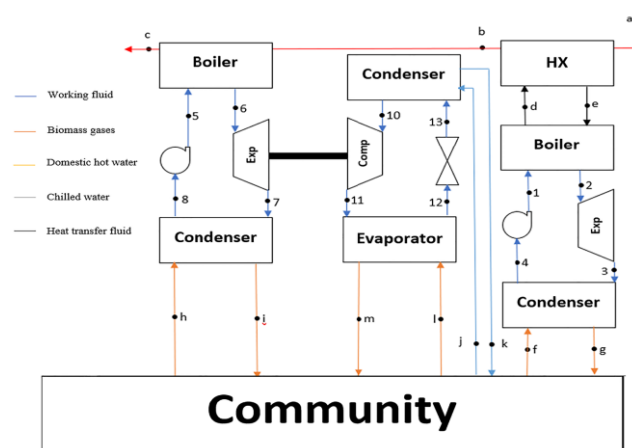 c
b
a
Boiler
Condenser
HX
Working fluid
Biomass gases
Domestic hot water
Chilled water
Heat transfer fluid
5
6
10
13
d
e
Boiler
Exp
Comp
8
7
11
12
1
2
Exp
4
3
Condenser
Evaporator
Condenser
h
i
m
l
j
k
f
g
Community